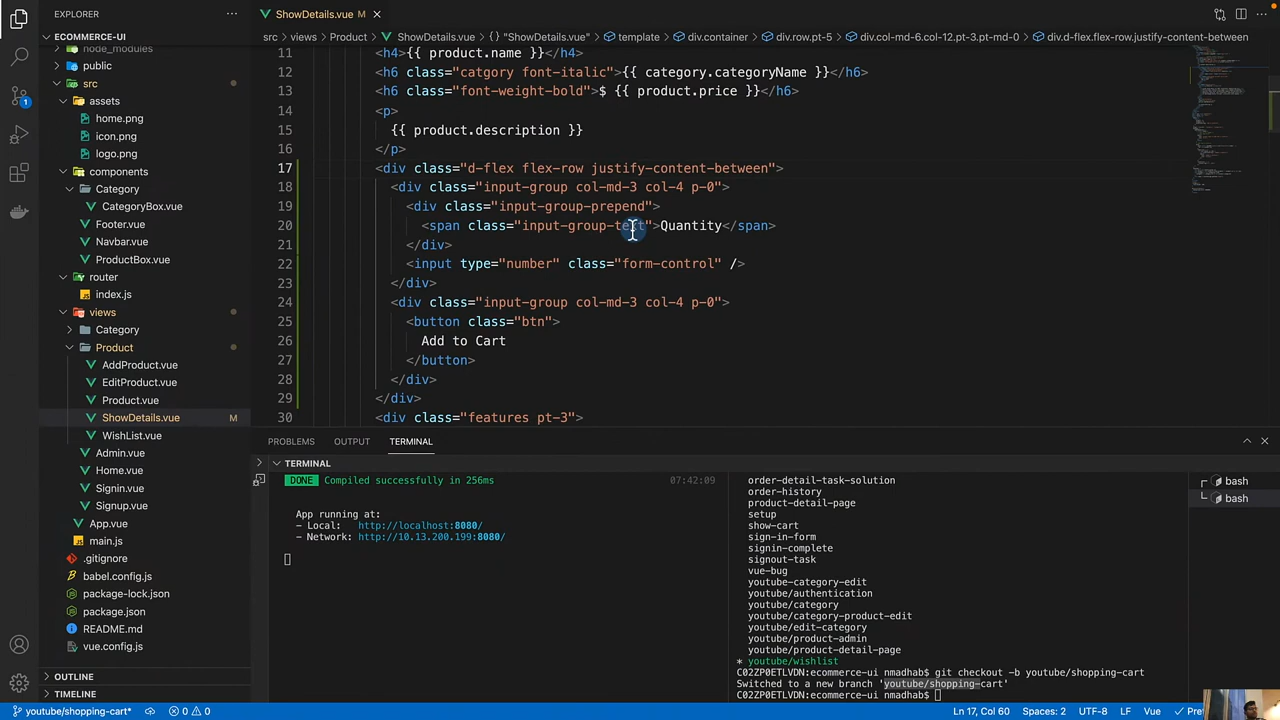 EXPLORER
ShowDetails.vue
ECOMMERCE-UI
src > views > Product > ShowDetails.vue > {} "ShowDetails.vue" > template > div.container > div.row.pt-5 > div.col-md-6.col-12.pt-3.pt-md-0 > div.d-flex.flex-row.justify-content-between
node_modules
public
src
assets
home.png
icon.png
logo.png
components
Category
CategoryBox.vue
Footer.vue
Navbar.vue
ProductBox.vue
router
index.js
views
Category
Product
AddProduct.vue
EditProduct.vue
Product.vue
ShowDetails.vue M
WishList.vue
Admin.vue
Home.vue
Signin.vue
Signup.vue
App.vue
main.js
.gitignore
babel.config.js
package-lock.json
package.json
README.md
vue.config.js
OUTLINE
TIMELINE
11 <h4>{{ product.name }}</h4>
12 <h6 class="catgory font-italic">{{ category.categoryName }}</h6>
13 <h6 class="font-weight-bold">$ {{ product.price }}</h6>
14 <p>
15 {{ product.description }}
16 </p>
17 <div class="d-flex flex-row justify-content-between">
18 <div class="input-group col-md-3 col-4 p-0">
19 <div class="input-group-prepend">
20 <span class="input-group-text">Quantity</span>
21 </div>
22 <input type="number" class="form-control" />
23 </div>
24 <div class="input-group col-md-3 col-4 p-0">
25 <button class="btn">
26 Add to Cart
27 </button>
28 </div>
29 </div>
30 <div class="features pt-3">
PROBLEMS OUTPUT TERMINAL
TERMINAL
DONE Compiled successfully in 256ms 07:42:09
App running at:
- Local: http://localhost:8080/
- Network: http://10.13.200.199:8080/
order-detail-task-solution
order-history
product-detail-page
setup
show-cart
sign-in-form
signin-complete
signout-task
vue-bug
youtube-category-edit
youtube/authentication
youtube/category
youtube/category-product-edit
youtube/edit-category
youtube/product-admin
youtube/product-detail-page
* youtube/wishlist
C02ZP0ETLVDN:ecommerce-ui nmadhab$ git checkout -b youtube/shopping-cart
Switched to a new branch 'youtube/shopping-cart'
C02ZP0ETLVDN:ecommerce-ui nmadhab$
bash
bash
1
youtube/shopping-cart* 0 0 Ln 17, Col 60 Spaces: 2 UTF-8 LF Vue